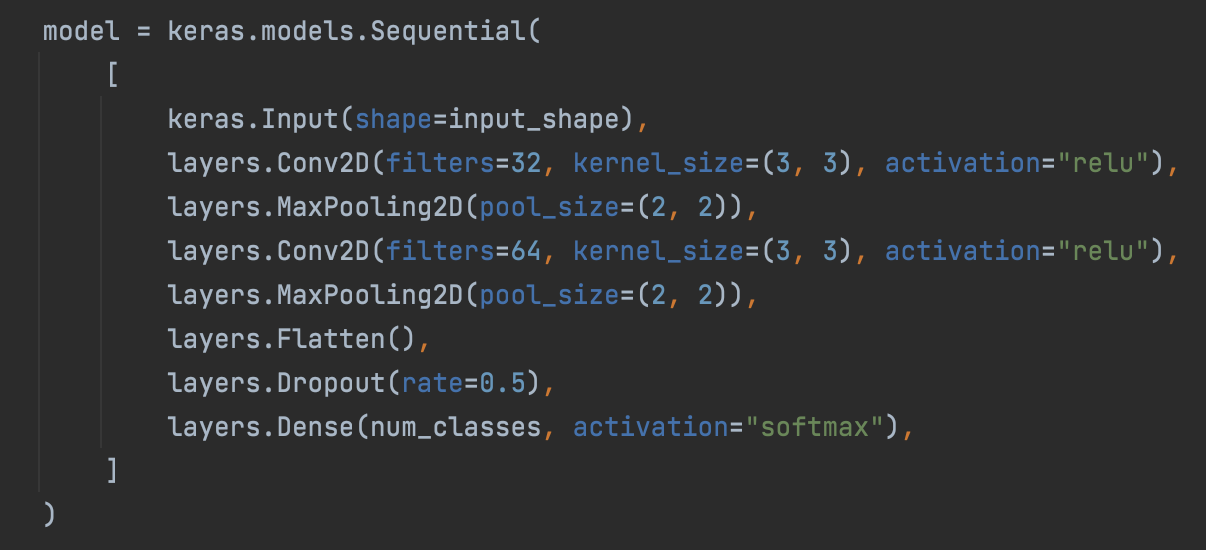 model = keras.models.Sequential(
    [
        keras.Input(shape=input_shape),
        layers.Conv2D(filters=32, kernel_size=(3, 3), activation="relu"),
        layers.MaxPooling2D(pool_size=(2, 2)),
        layers.Conv2D(filters=64, kernel_size=(3, 3), activation="relu"),
        layers.MaxPooling2D(pool_size=(2, 2)),
        layers.Flatten(),
        layers.Dropout(rate=0.5),
        layers.Dense(num_classes, activation="softmax"),
    ]
)